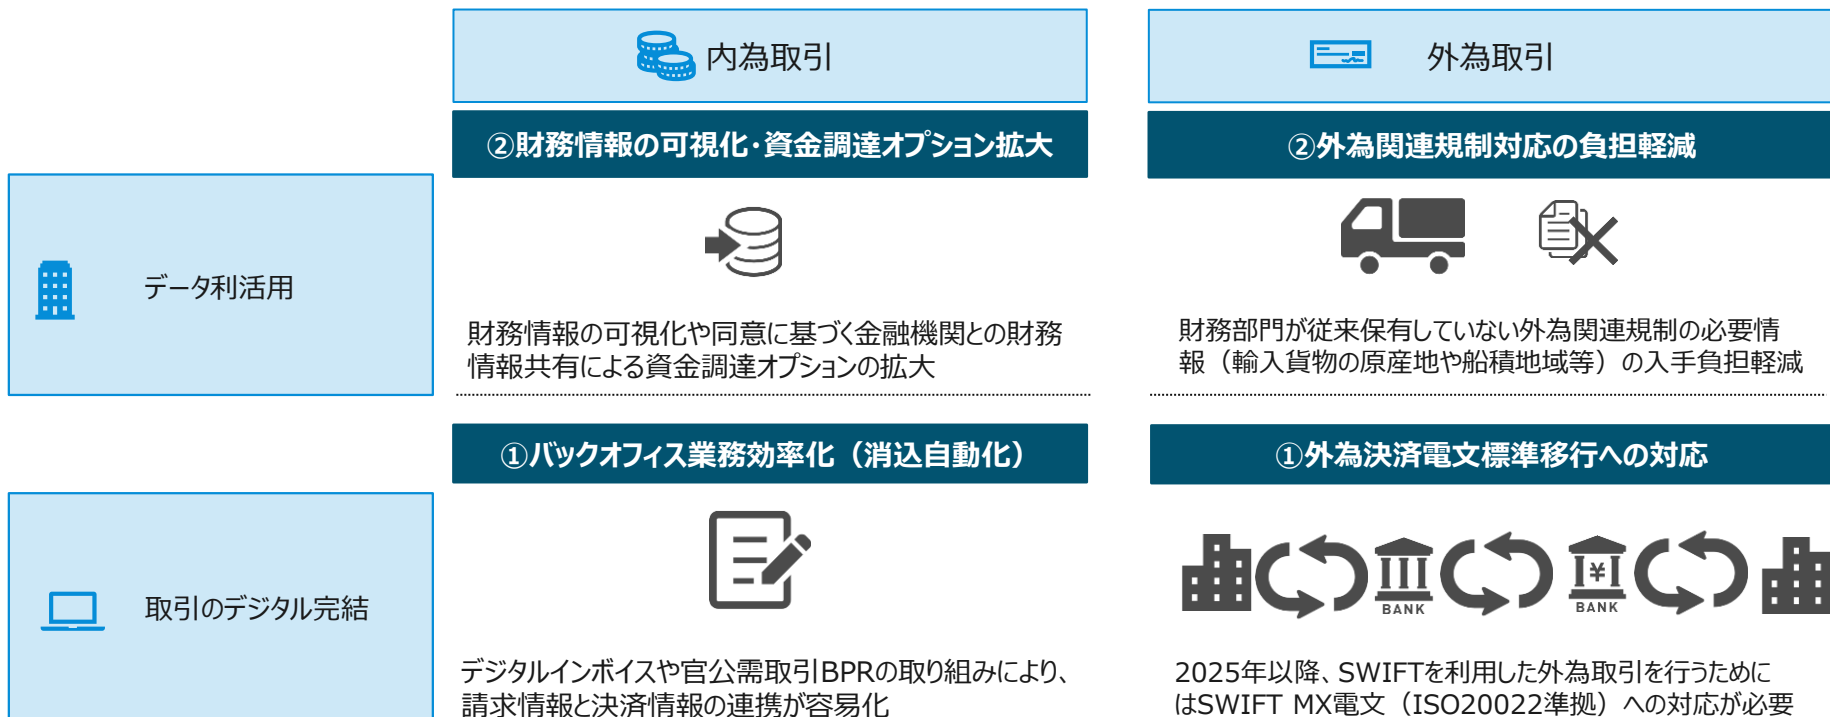 内為取引
外為取引
②財務情報の可視化・資金調達オプション拡大
②外為関連規制対応の負担軽減
データ利活用
財務情報の可視化や同意に基づく金融機関との財務
情報共有による資金調達オプションの拡大
財務部門が従来保有していない外為関連規制の必要情
報（輸入貨物の原産地や船積地域等）の入手負担軽減
①バックオフィス業務効率化（消込自動化）
①外為決済電文標準移行への対応
取引のデジタル完結
BANK
¥
BANK
デジタルインボイスや官公需取引BPRの取り組みにより、
請求情報と決済情報の連携が容易化
2025年以降、SWIFTを利用した外為取引を行うために
はSWIFT MX電文（ISO20022準拠）への対応が必要